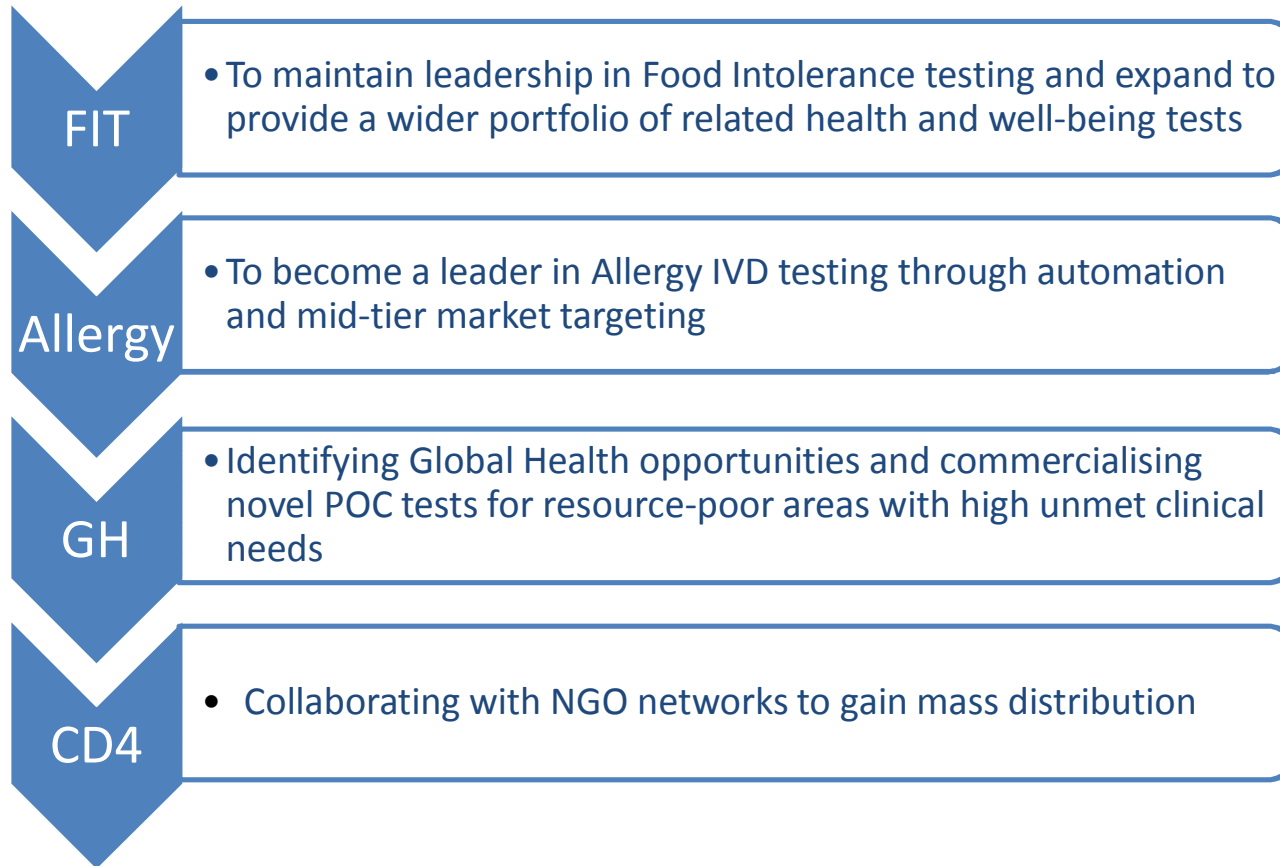 FIT
• To maintain leadership in Food Intolerance testing and expand to
provide a wider portfolio of related health and well-being tests
Allergy
• To become a leader in Allergy IVD testing through automation
and mid-tier market targeting
GH
• Identifying Global Health opportunities and commercialising
novel POC tests for resource-poor areas with high unmet clinical
needs
CD4
• Collaborating with NGO networks to gain mass distribution